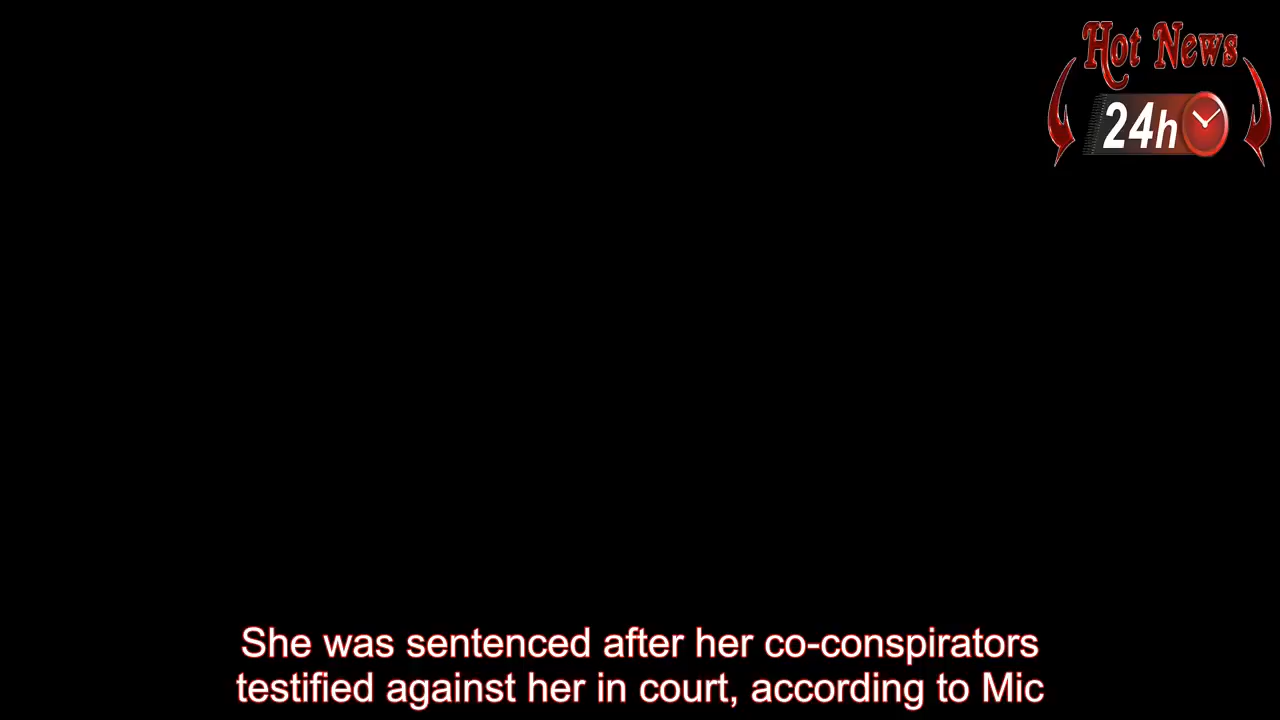 Hot News
24h
She was sentenced after her co-conspirators
testified against her in court, according to Mic